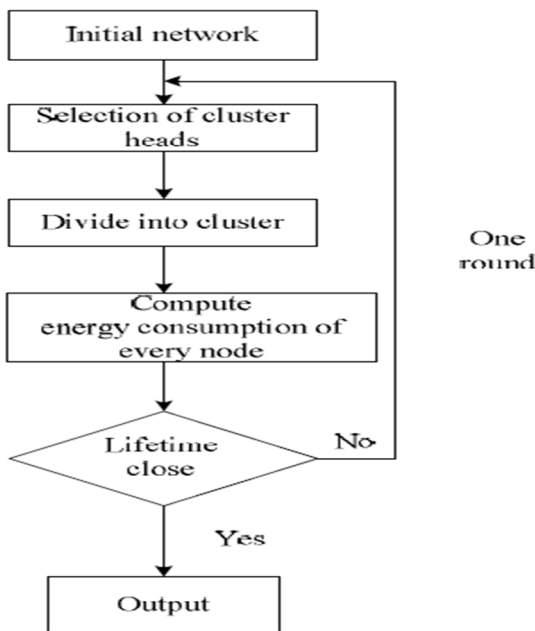 Initial network
Selection of cluster
heads
Divide into cluster
One
round
Compute
energy consumption of
every node
Lifetime
close
No
Yes
Output